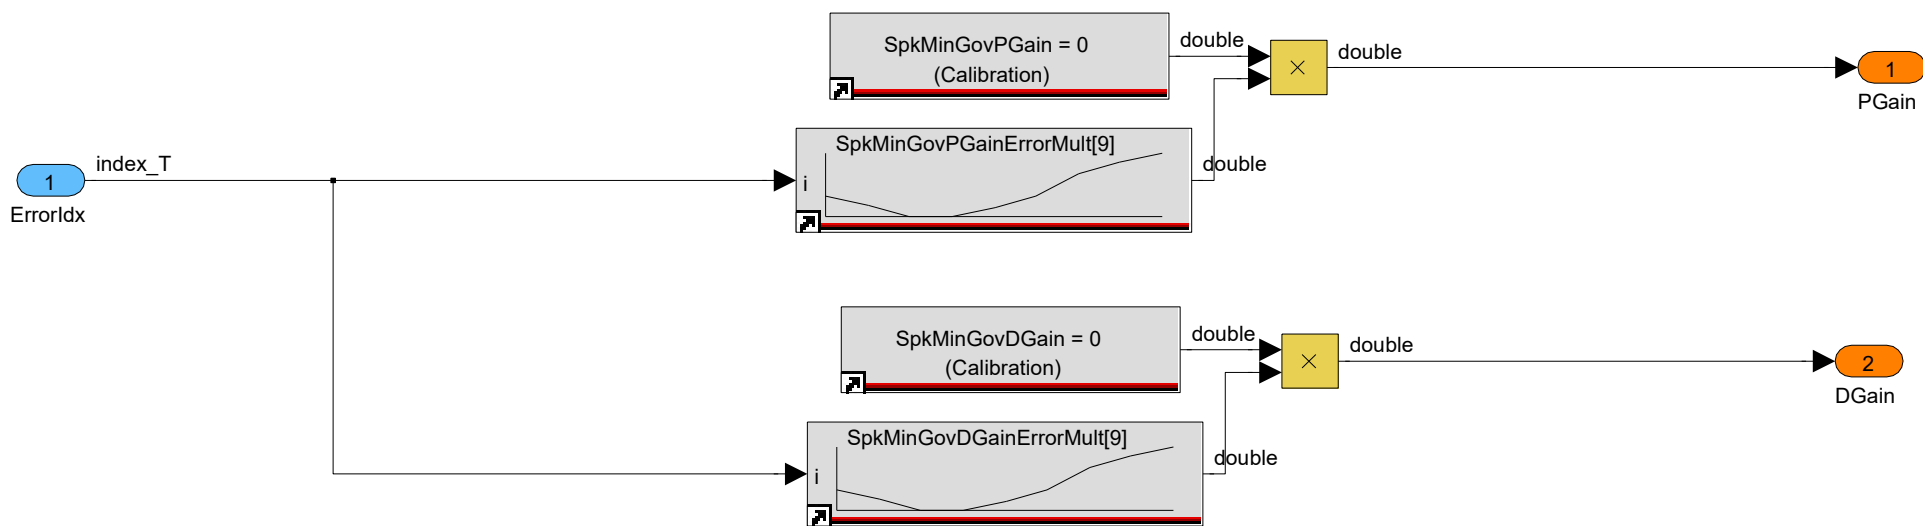 SpkMinGovPGain = 0
(Calibration)
double
double
1
PGain
SpkMinGovPGainErrorMult[9]
i
double
index_T
1
ErrorIdx
SpkMinGovDGain = 0
(Calibration)
double
double
2
DGain
SpkMinGovDGainErrorMult[9]
i
double